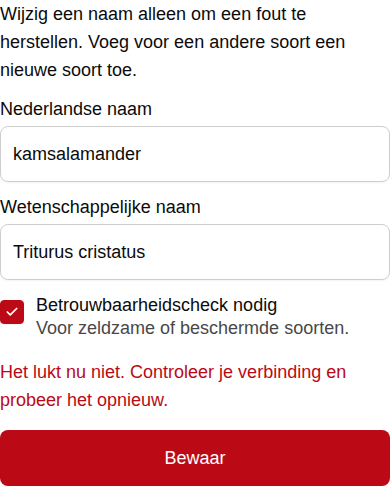 Wijzig een naam alleen om een fout te
herstellen. Voeg voor een andere soort een
nieuwe soort toe.
Nederlandse naam
kamsalamander
Wetenschappelijke naam
Triturus cristatus
Betrouwbaarheidscheck nodig
Voor zeldzame of beschermde soorten.
Het lukt nu niet. Controleer je verbinding en
probeer het opnieuw.
Bewaar